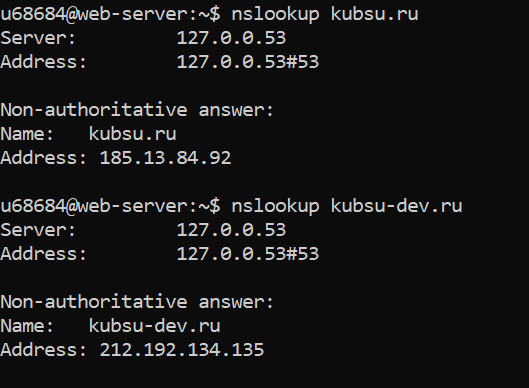 u68684@web-server:~$ nslookup kubsu.ru
Server:         127.0.0.53
Address:        127.0.0.53#53

Non-authoritative answer:
Name:   kubsu.ru
Address: 185.13.84.92

u68684@web-server:~$ nslookup kubsu-dev.ru
Server:         127.0.0.53
Address:        127.0.0.53#53

Non-authoritative answer:
Name:   kubsu-dev.ru
Address: 212.192.134.135